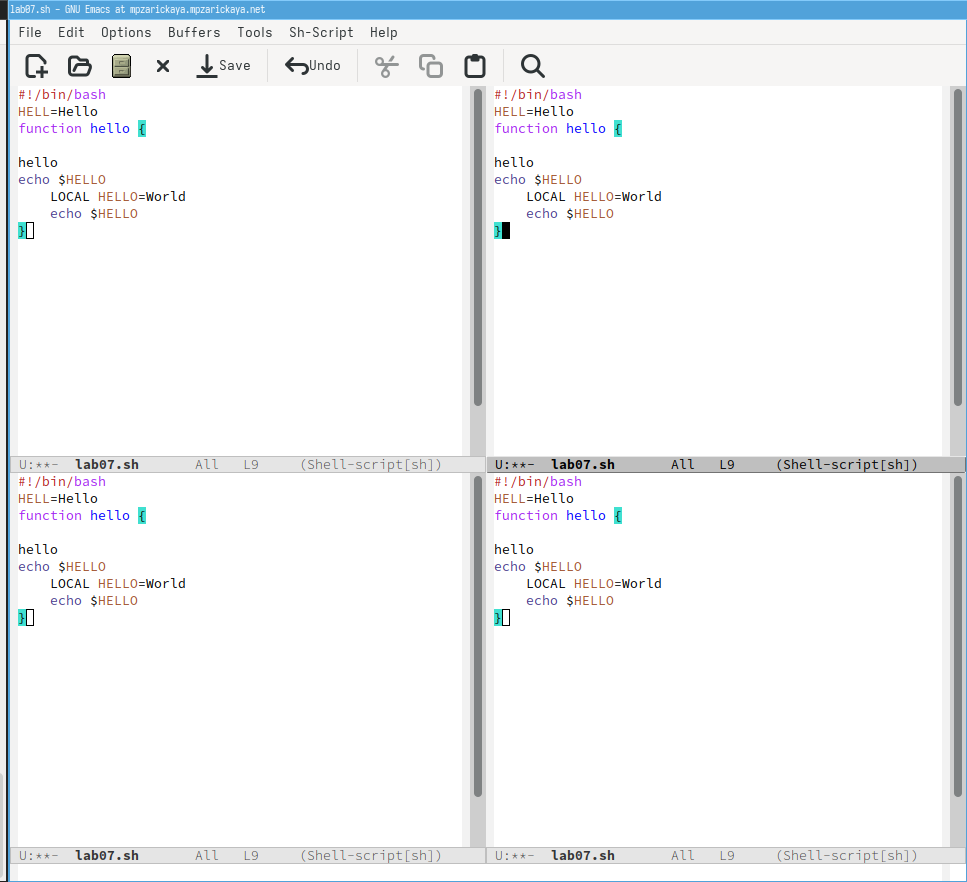 lab07.sh – GNU Emacs at mpzarickaya.mpzarickaya.net
File Edit Options Buffers Tools Sh-Script Help
Save Undo
#!/bin/bash
HELL=Hello
function hello {
hello
echo $HELLO
    LOCAL HELLO=World
    echo $HELLO
}
U:**-  lab07.sh       All   L9     (Shell-script[sh])
#!/bin/bash
HELL=Hello
function hello {
hello
echo $HELLO
    LOCAL HELLO=World
    echo $HELLO
}
U:**-  lab07.sh       All   L9     (Shell-script[sh])
#!/bin/bash
HELL=Hello
function hello {
hello
echo $HELLO
    LOCAL HELLO=World
    echo $HELLO
}
U:**-  lab07.sh       All   L9     (Shell-script[sh])
#!/bin/bash
HELL=Hello
function hello {
hello
echo $HELLO
    LOCAL HELLO=World
    echo $HELLO
}
U:**-  lab07.sh       All   L9     (Shell-script[sh])